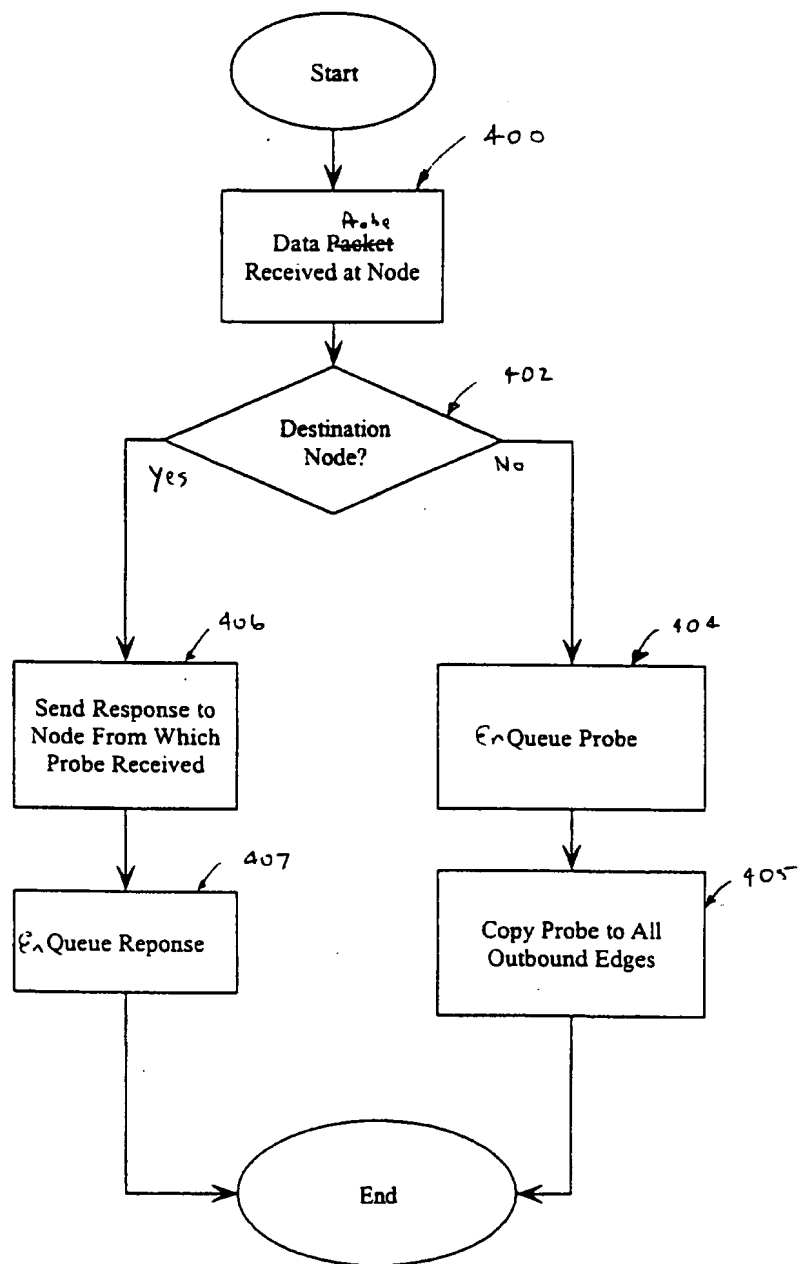 Start
400
Probe
Data Packet
Received at Node
402
Destination
Node?
Yes
No
406
404
Send Response to
Node From Which
Probe Received
EnQueue Probe
407
405
EnQueue Reponse
Copy Probe to All
Outbound Edges
End